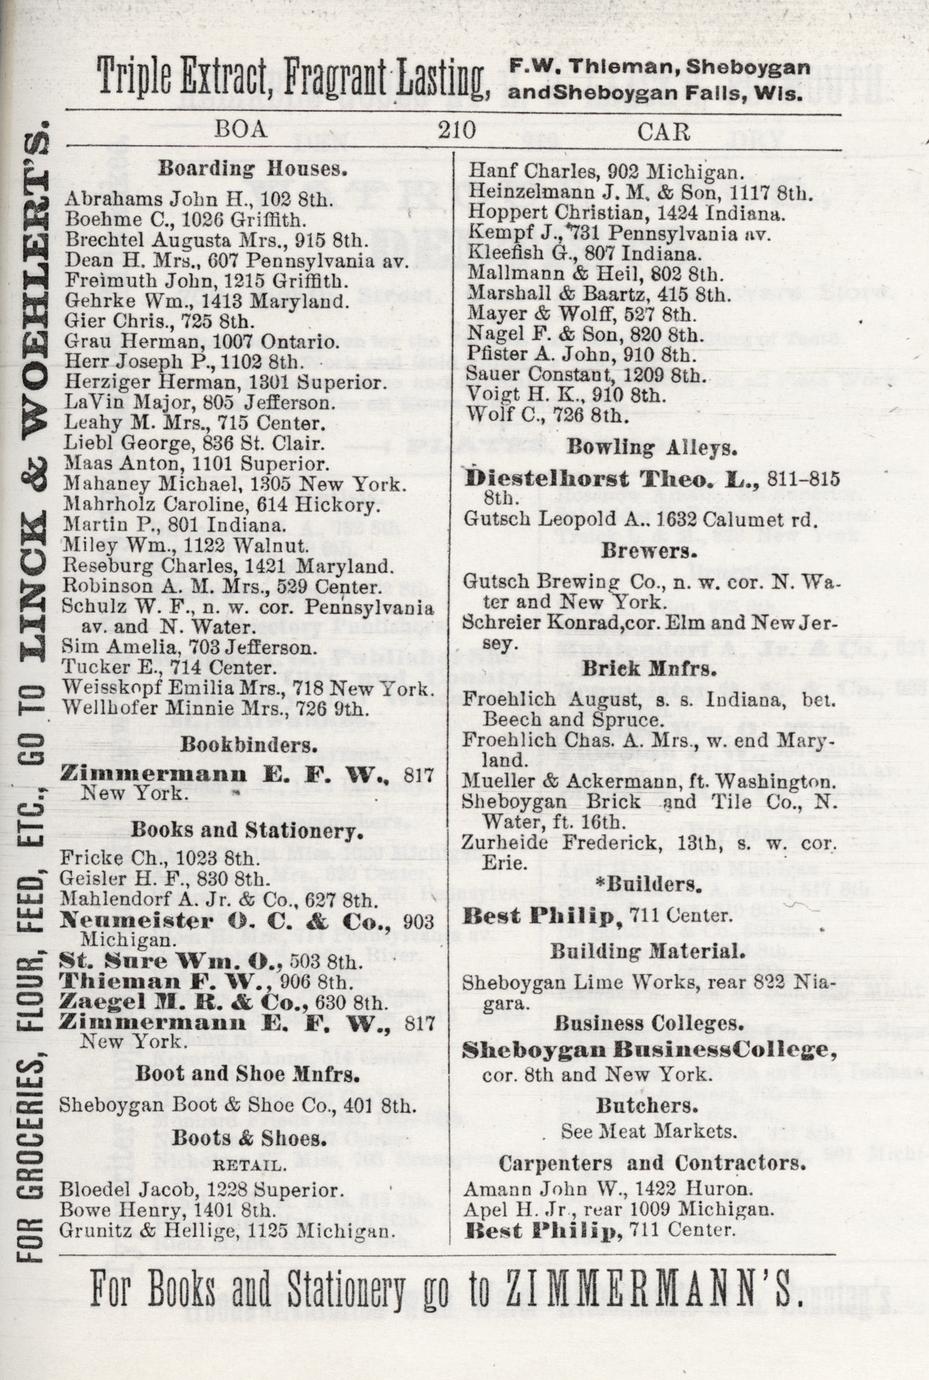 Triple Extract, Fragrant Lasting, F.W. Thieman, Sheboygan
and Sheboygan Falls, Wis.
BOA 210 CAR
FOR GROCERIES, FLOUR, FEED, ETC., GO TO LINCK & WOEHLERT'S.
Boarding Houses.
Abrahams John H., 102 8th.
Boehme C., 1026 Griffith.
Brechtel Augusta Mrs., 915 8th.
Dean H. Mrs., 607 Pennsylvania av.
Freimuth John, 1215 Griffith.
Gehrke Wm., 1413 Maryland.
Gier Chris., 725 8th.
Grau Herman, 1007 Ontario.
Herr Joseph P., 1102 8th.
Herziger Herman, 1301 Superior.
LaVin Major, 805 Jefferson.
Leahy M. Mrs., 715 Center.
Liebl George, 836 St. Clair.
Maas Anton, 1101 Superior.
Mahaney Michael, 1305 New York.
Mahrholz Caroline, 614 Hickory.
Martin P., 801 Indiana.
Miley Wm., 1122 Walnut.
Reseburg Charles, 1421 Maryland.
Robinson A. M. Mrs., 529 Center.
Schulz W. F., n. w. cor. Pennsylvania
av. and N. Water.
Sim Amelia, 703 Jefferson.
Tucker E., 714 Center.
Weisskopf Emilia Mrs., 718 New York.
Wellhofer Minnie Mrs., 726 9th.
Bookbinders.
Zimmermann E. F. W., 817
New York.
Books and Stationery.
Fricke Ch., 1023 8th.
Geisler H. F., 830 8th.
Mahlendorf A. Jr. & Co., 627 8th.
Neumeister O. C. & Co., 903
Michigan.
St. Sure Wm. O., 503 8th.
Thieman F. W., 906 8th.
Zaegel M. R. & Co., 630 8th.
Zimmermann E. F. W., 817
New York.
Boot and Shoe Mnfrs.
Sheboygan Boot & Shoe Co., 401 8th.
Boots & Shoes.
RETAIL.
Bloedel Jacob, 1228 Superior.
Bowe Henry, 1401 8th.
Grunitz & Hellige, 1125 Michigan.
Hanf Charles, 902 Michigan.
Heinzelmann J. M. & Son, 1117 8th.
Hoppert Christian, 1424 Indiana.
Kempf J., 731 Pennsylvania av.
Kleefish G., 807 Indiana.
Mallmann & Heil, 802 8th.
Marshall & Baartz, 415 8th.
Mayer & Wolff, 527 8th.
Nagel F. & Son, 820 8th.
Pfister A. John, 910 8th.
Sauer Constant, 1209 8th.
Voigt H. K., 910 8th.
Wolf C., 726 8th.
Bowling Alleys.
Diestelhorst Theo. L., 811-815
8th.
Gutsch Leopold A.. 1632 Calumet rd.
Brewers.
Gutsch Brewing Co., n. w. cor. N. Wa-
ter and New York.
Schreier Konrad,cor. Elm and New Jer-
sey.
Brick Mnfrs.
Froehlich August, s. s. Indiana, bet.
Beech and Spruce.
Froehlich Chas. A. Mrs., w. end Mary-
land.
Mueller & Ackermann, ft. Washington.
Sheboygan Brick and Tile Co., N.
Water, ft. 16th.
Zurheide Frederick, 13th, s. w. cor.
Erie.
*Builders.
Best Philip, 711 Center.
Building Material.
Sheboygan Lime Works, rear 822 Nia-
gara.
Business Colleges.
Sheboygan Business College,
cor. 8th and New York.
Butchers.
See Meat Markets.
Carpenters and Contractors.
Amann John W., 1422 Huron.
Apel H. Jr., rear 1009 Michigan.
Best Philip, 711 Center.
For Books and Stationery go to ZIMMERMANN'S.